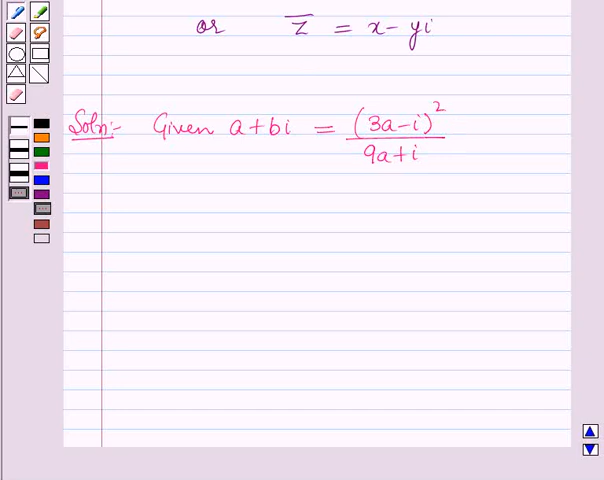 or z̅ = x - yi
Soln:- Given a+bi = (3a-i)²
9a+i